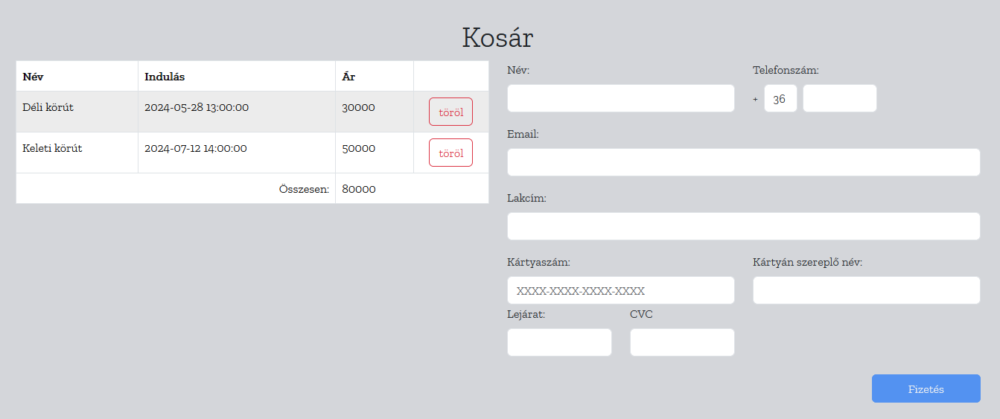 Kosár
Név Indulás Ár
Déli körút 2024-05-28 13:00:00 30000 töröl
Keleti körút 2024-07-12 14:00:00 50000 töröl
Összesen: 80000
Név: Telefonszám:
+ 36
Email:
Lakcím:
Kártyaszám: Kártyán szereplő név:
XXXX-XXXX-XXXX-XXXX
Lejárat: CVC
Fizetés